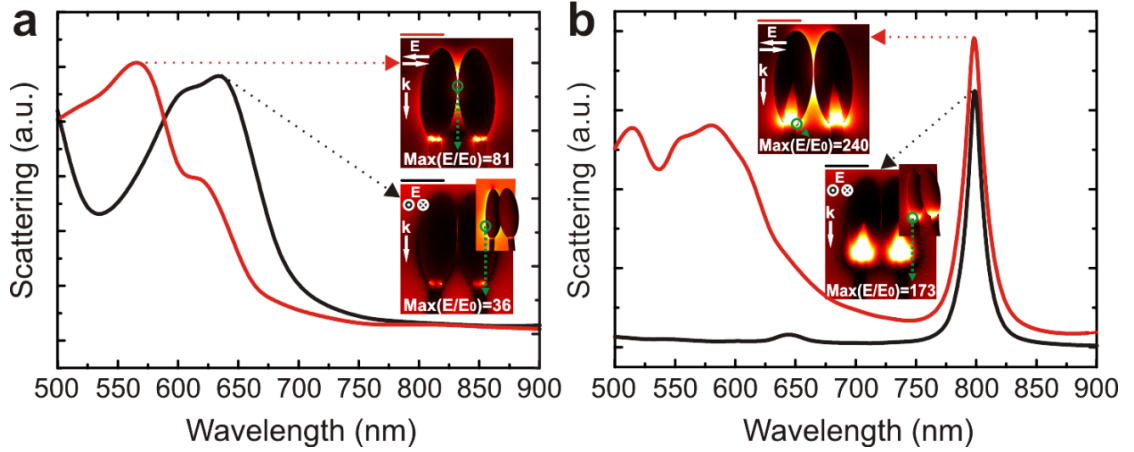 a
Scattering (a.u.)
E
k
Max(E/E0)=81
E
k
Max(E/E0)=36
500 550 600 650 700 750 800 850 900
Wavelength (nm)
b
Scattering (a.u.)
E
k
Max(E/E0)=240
E
k
Max(E/E0)=173
500 550 600 650 700 750 800 850 900
Wavelength (nm)